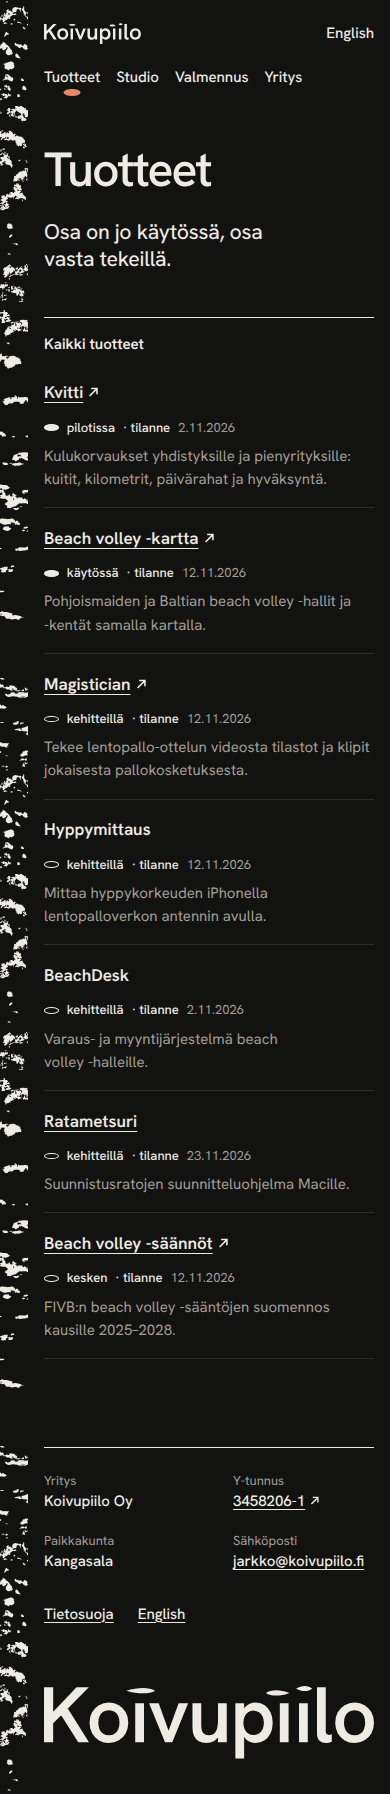 Koivupiilo
English
Tuotteet Studio Valmennus Yritys
Tuotteet
Osa on jo käytössä, osa
vasta tekeillä.
Kaikki tuotteet
Kvitti ↗
pilotissa · tilanne 2.11.2026
Kulukorvaukset yhdistyksille ja pienyrityksille:
kuitit, kilometrit, päivärahat ja hyväksyntä.
Beach volley -kartta ↗
käytössä · tilanne 12.11.2026
Pohjoismaiden ja Baltian beach volley -hallit ja
-kentät samalla kartalla.
Magistician ↗
kehitteillä · tilanne 12.11.2026
Tekee lentopallo-ottelun videosta tilastot ja klipit
jokaisesta pallokosketuksesta.
Hyppymittaus
kehitteillä · tilanne 12.11.2026
Mittaa hyppykorkeuden iPhonella
lentopalloverkon antennin avulla.
BeachDesk
kehitteillä · tilanne 2.11.2026
Varaus- ja myyntijärjestelmä beach
volley -halleille.
Ratametsuri
kehitteillä · tilanne 23.11.2026
Suunnistusratojen suunnitteluohjelma Macille.
Beach volley -säännöt ↗
kesken · tilanne 12.11.2026
FIVB:n beach volley -sääntöjen suomennos
kausille 2025–2028.
Yritys
Koivupiilo Oy
Y-tunnus
3458206-1 ↗
Paikkakunta
Kangasala
Sähköposti
jarkko@koivupiilo.fi
Tietosuoja English
Koivupiilo